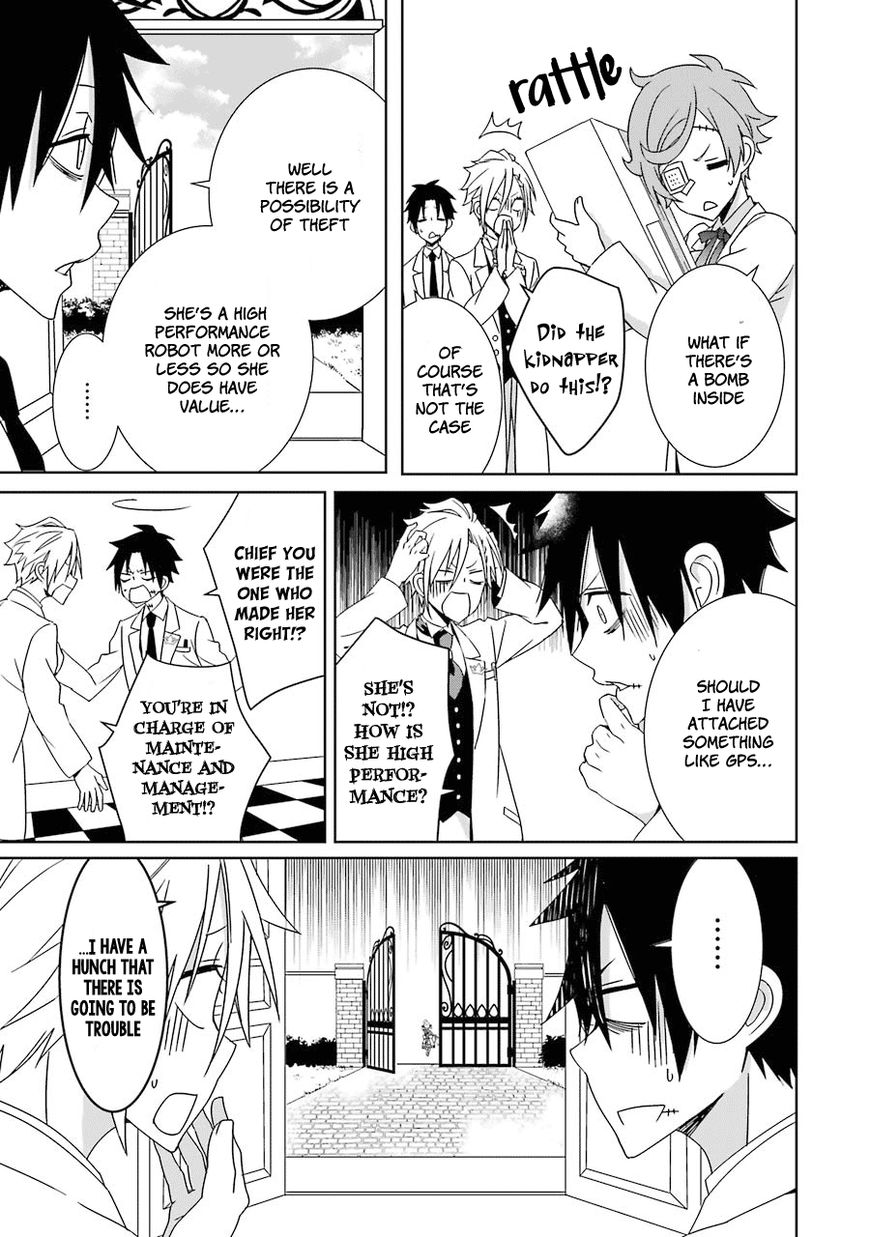 rattle
WHAT IF
THERE'S
A BOMB
INSIDE
Did the
kidnapper
do this!?
OF
COURSE
THAT'S
NOT THE
CASE
WELL
THERE IS A
POSSIBILITY
OF THEFT
SHE'S A HIGH
PERFORMANCE
ROBOT MORE OR
LESS SO SHE
DOES HAVE
VALUE...
......
SHOULD
I HAVE
ATTACHED
SOMETHING
LIKE GPS...
SHE'S
NOT!?
HOW IS
SHE HIGH
PERFOR-
MANCE?
CHIEF YOU
WERE THE
ONE WHO
MADE HER
RIGHT!?
YOU'RE IN
CHARGE OF
MAINTE-
NANCE AND
MANAGE-
MENT!?
.......
...I HAVE A
HUNCH THAT
THERE IS
GOING TO BE
TROUBLE